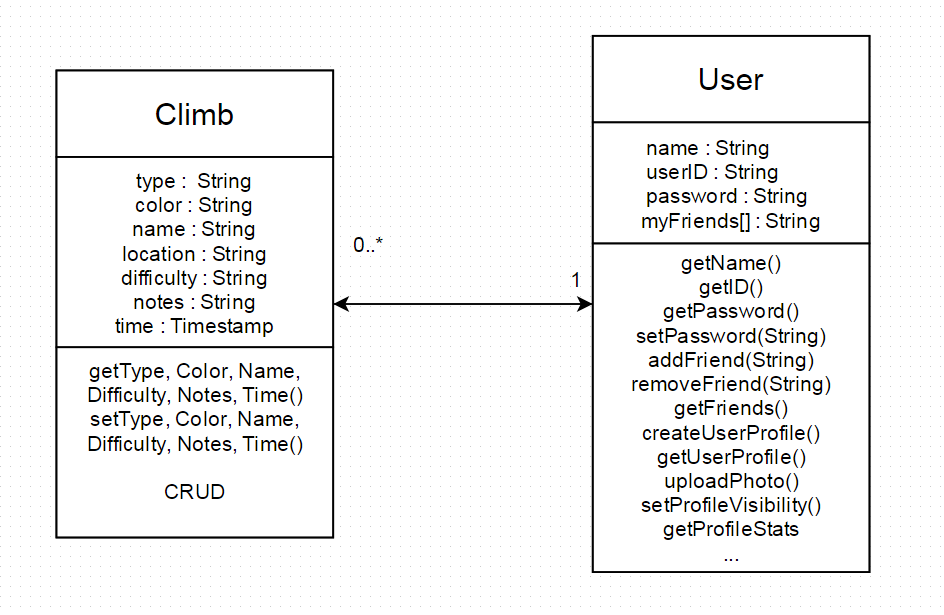 Climb
type :  String
color : String
name : String
location : String
difficulty : String
notes : String
time : Timestamp
getType, Color, Name,
Difficulty, Notes, Time()
setType, Color, Name,
Difficulty, Notes, Time()
CRUD
0..*
1
User
name : String
userID : String
password : String
myFriends[] : String
getName()
getID()
getPassword()
setPassword(String)
addFriend(String)
removeFriend(String)
getFriends()
createUserProfile()
getUserProfile()
uploadPhoto()
setProfileVisibility()
getProfileStats
...